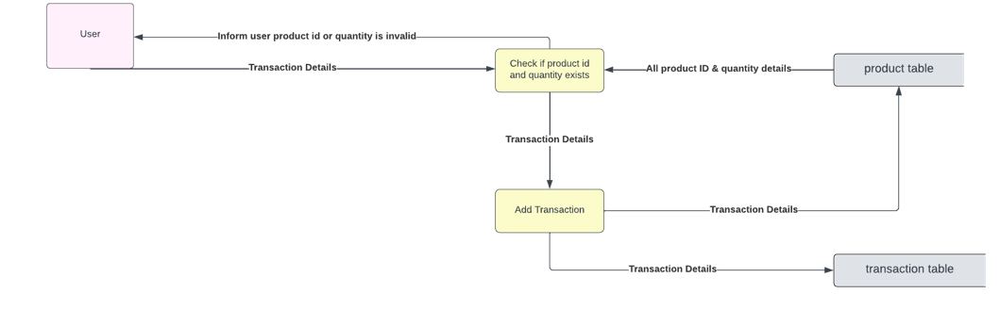 User
Inform user product id or quantity is invalid
Transaction Details
Check if product id
and quantity exists
All product ID & quantity details
product table
Transaction Details
Add Transaction
Transaction Details
Transaction Details
transaction table